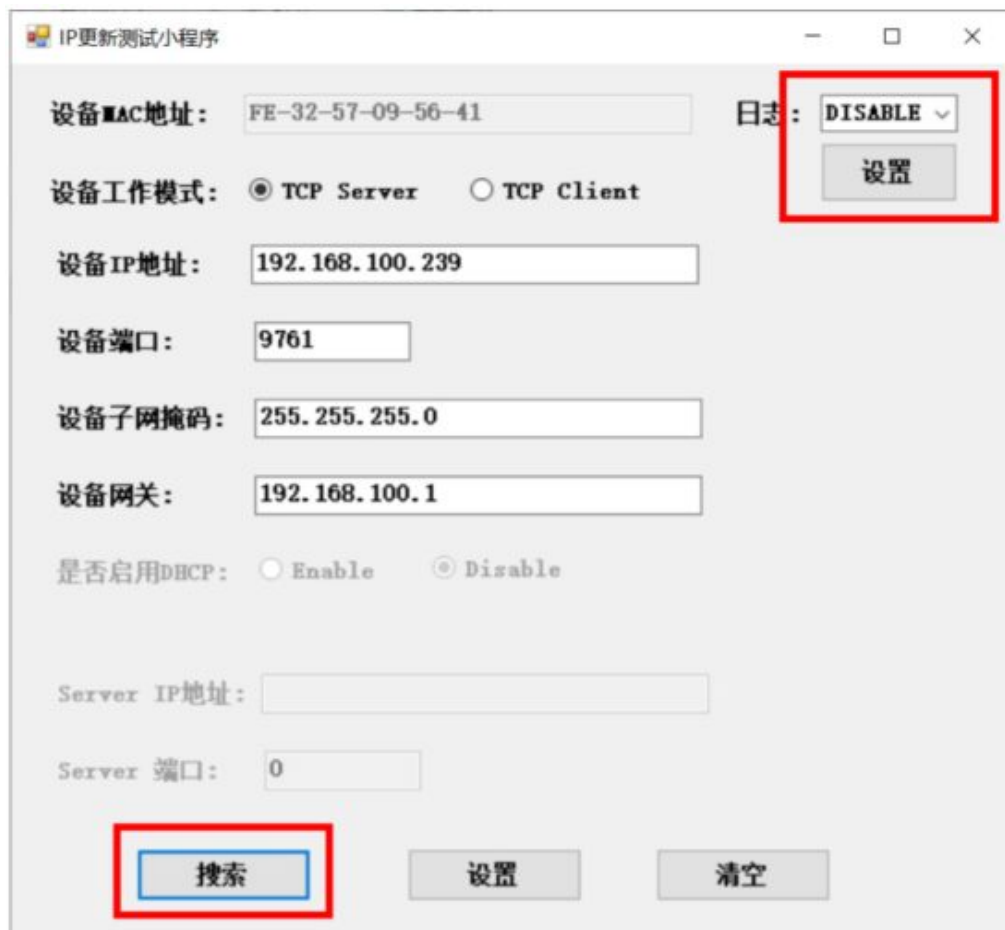 IP更新测试小程序
设备MAC地址: FE-32-57-09-56-41 日志: DISABLE
设置
设备工作模式: TCP Server TCP Client
设备IP地址: 192.168.100.239
设备端口: 9761
设备子网掩码: 255.255.255.0
设备网关: 192.168.100.1
是否启用DHCP: Enable Disable
Server IP地址:
Server 端口: 0
搜索 设置 清空